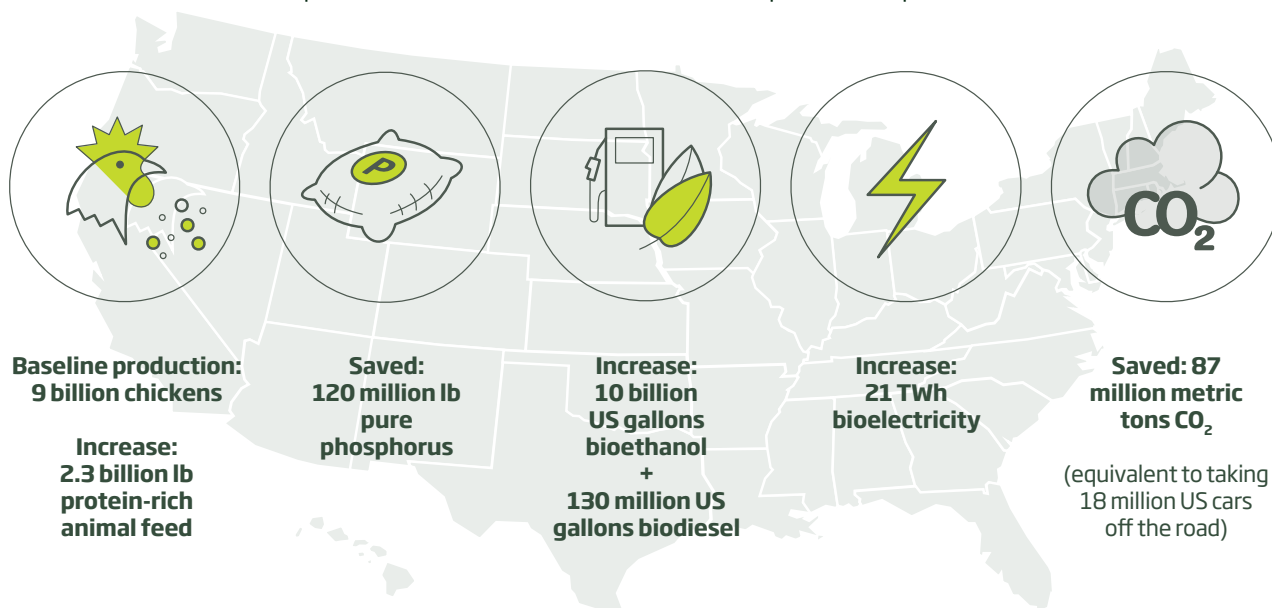 P
CO₂
Baseline production:
9 billion chickens
Increase:
2.3 billion lb
protein-rich
animal feed
Saved:
120 million lb
pure
phosphorus
Increase:
10 billion
US gallons
bioethanol
+
130 million US
gallons biodiesel
Increase:
21 TWh
bioelectricity
Saved: 87
million metric
tons CO₂
(equivalent to taking
18 million US cars
off the road)